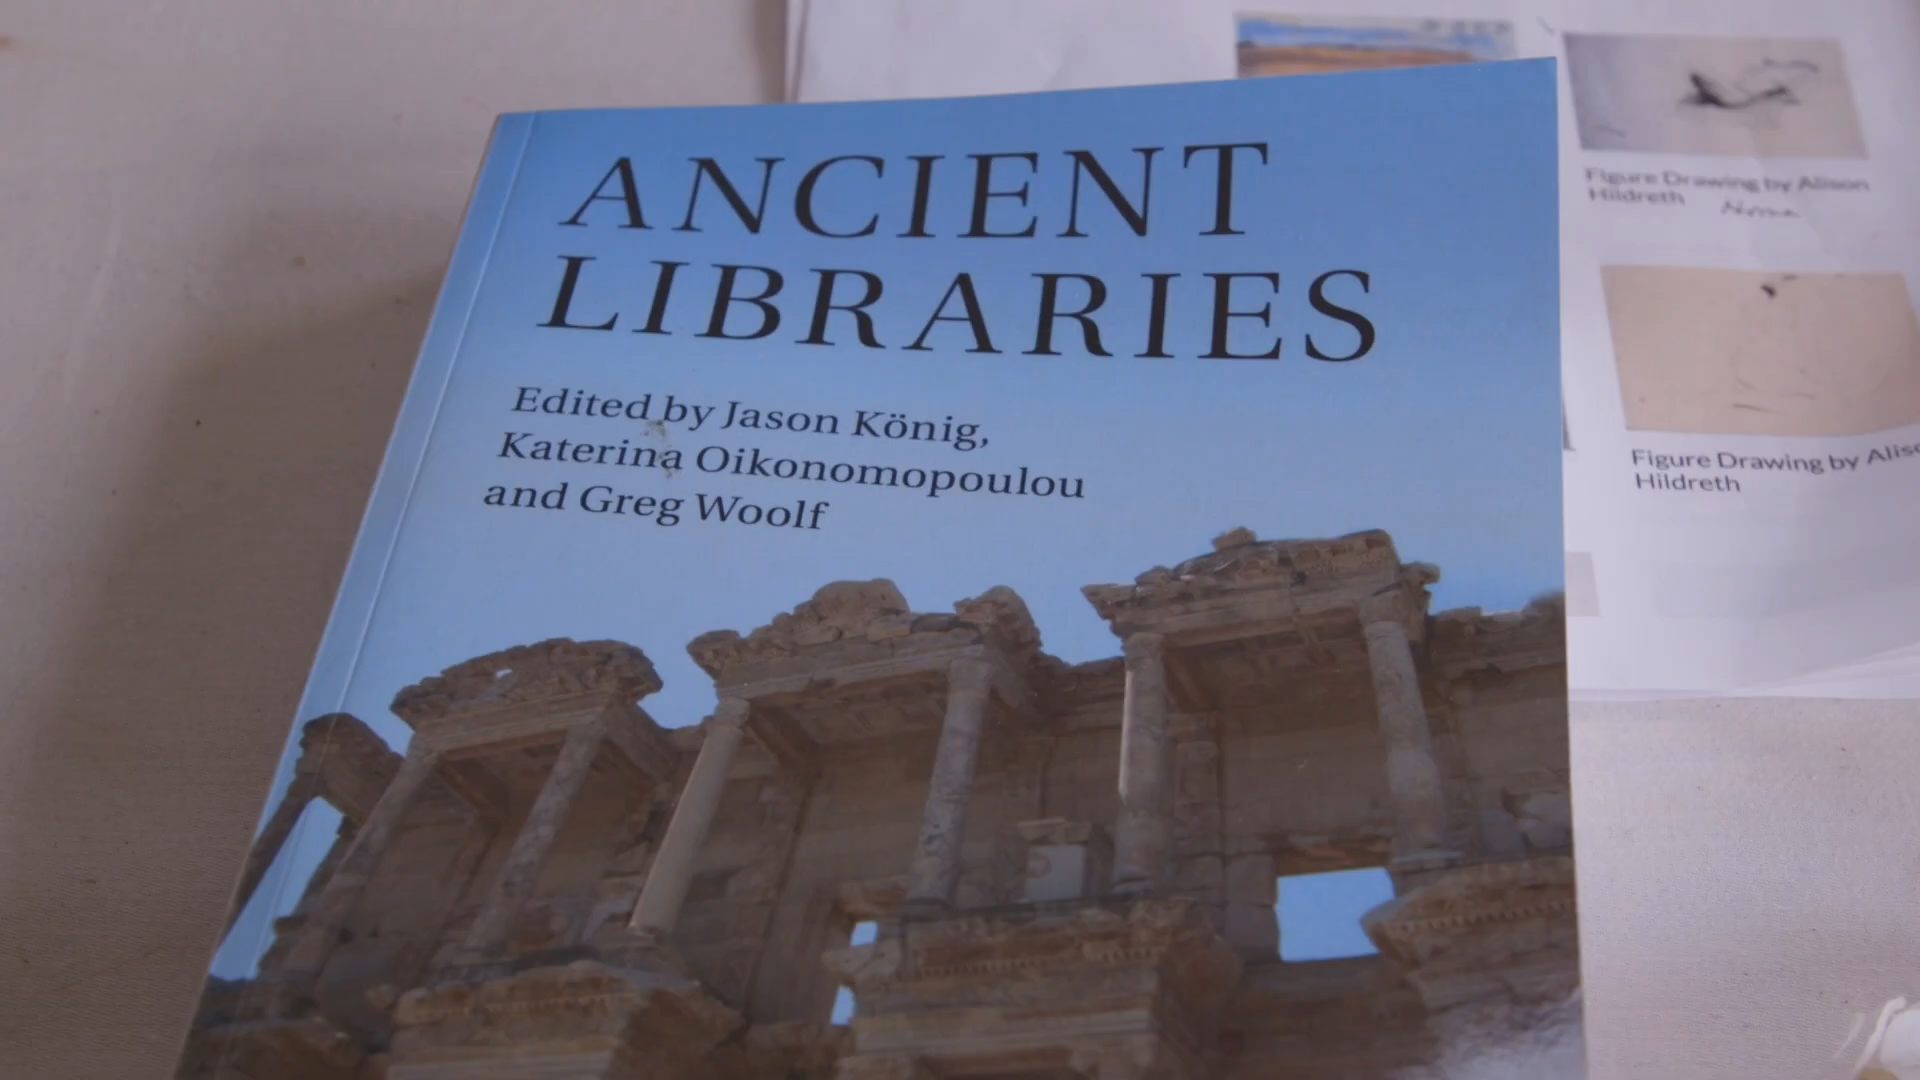 ANCIENT
LIBRARIES
Edited by Jason König,
Katerina Oikonomopoulou
and Greg Woolf
Figure Drawing by Alison
Hildreth
Figure Drawing by Aliso
Hildreth